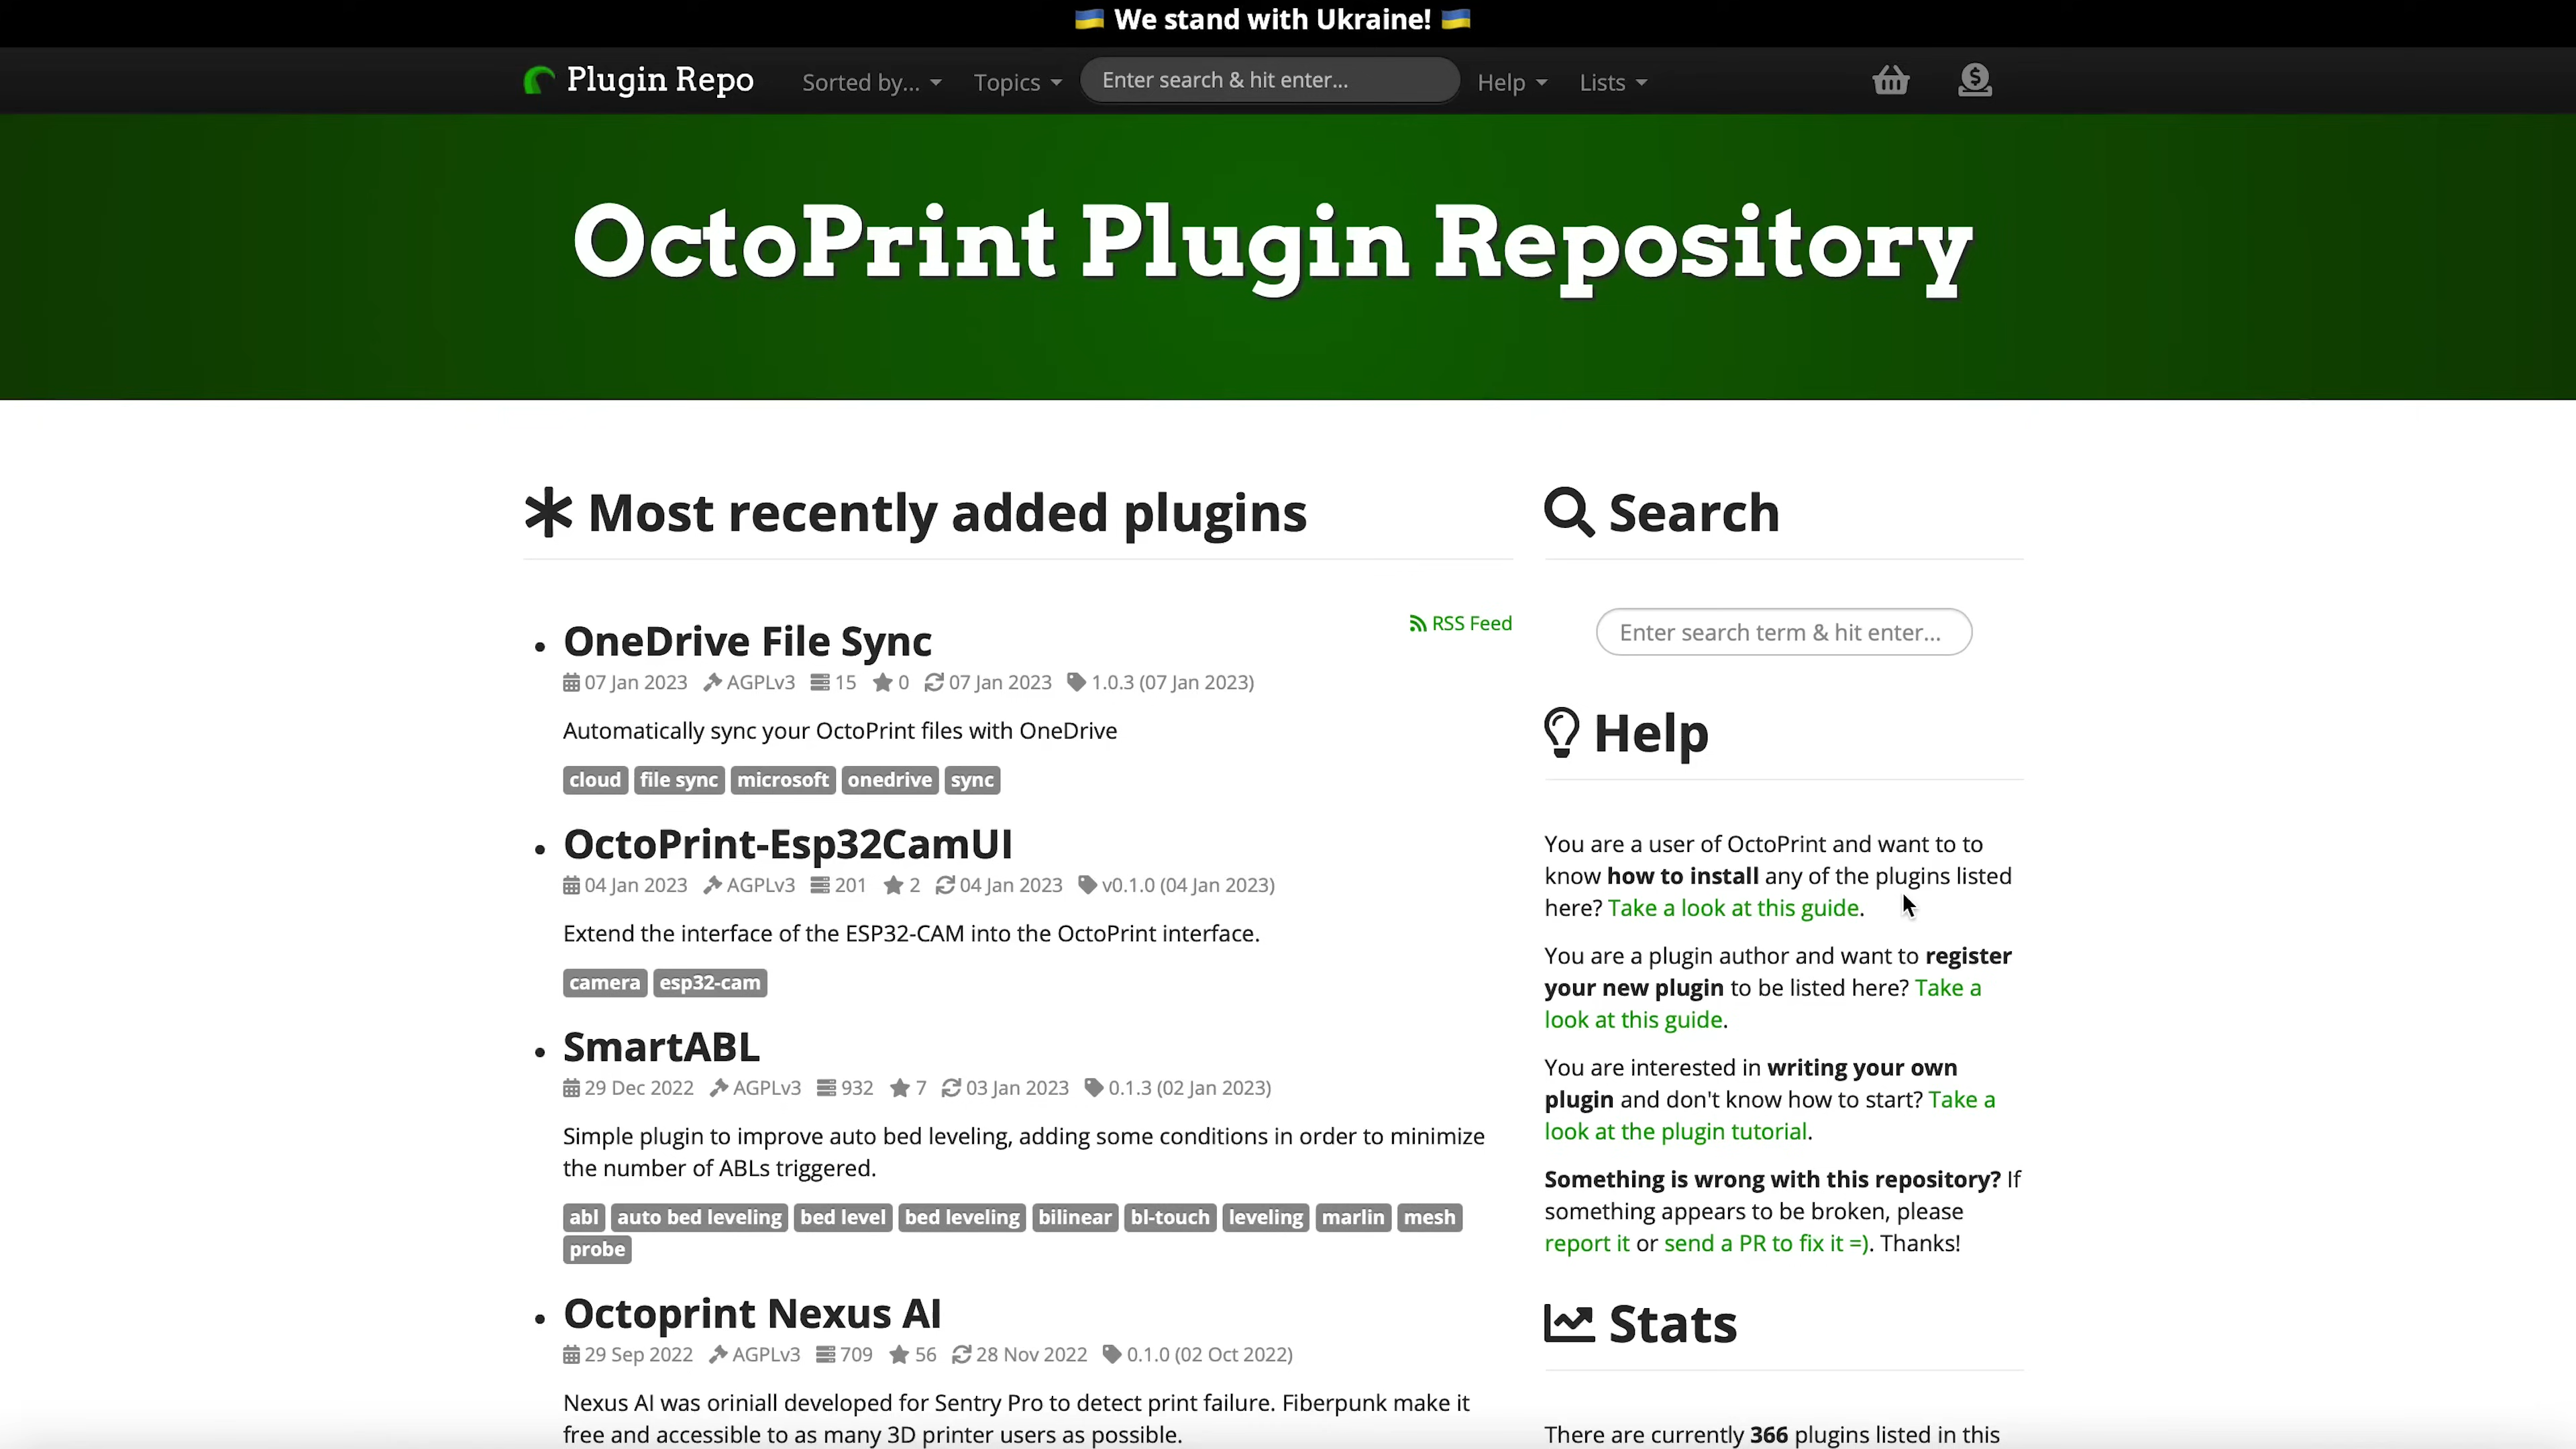 🇺🇦 We stand with Ukraine! 🇺🇦
Plugin Repo
Sorted by...
Topics
Enter search & hit enter...
Help
Lists
OctoPrint Plugin Repository
Most recently added plugins
RSS Feed
OneDrive File Sync
07 Jan 2023 AGPLv3 15 0 07 Jan 2023 1.0.3 (07 Jan 2023)
Automatically sync your OctoPrint files with OneDrive
cloud file sync microsoft onedrive sync
OctoPrint-Esp32CamUI
04 Jan 2023 AGPLv3 201 2 04 Jan 2023 v0.1.0 (04 Jan 2023)
Extend the interface of the ESP32-CAM into the OctoPrint interface.
camera esp32-cam
SmartABL
29 Dec 2022 AGPLv3 932 7 03 Jan 2023 0.1.3 (02 Jan 2023)
Simple plugin to improve auto bed leveling, adding some conditions in order to minimize
the number of ABLs triggered.
abl auto bed leveling bed level bed leveling bilinear bl-touch leveling marlin mesh
probe
Octoprint Nexus AI
29 Sep 2022 AGPLv3 709 56 28 Nov 2022 0.1.0 (02 Oct 2022)
Nexus AI was oriniall developed for Sentry Pro to detect print failure. Fiberpunk make it
free and accessible to as many 3D printer users as possible.
Search
Enter search term & hit enter...
Help
You are a user of OctoPrint and want to to
know how to install any of the plugins listed
here? Take a look at this guide.
You are a plugin author and want to register
your new plugin to be listed here? Take a
look at this guide.
You are interested in writing your own
plugin and don't know how to start? Take a
look at the plugin tutorial.
Something is wrong with this repository? If
something appears to be broken, please
report it or send a PR to fix it =). Thanks!
Stats
There are currently 366 plugins listed in this